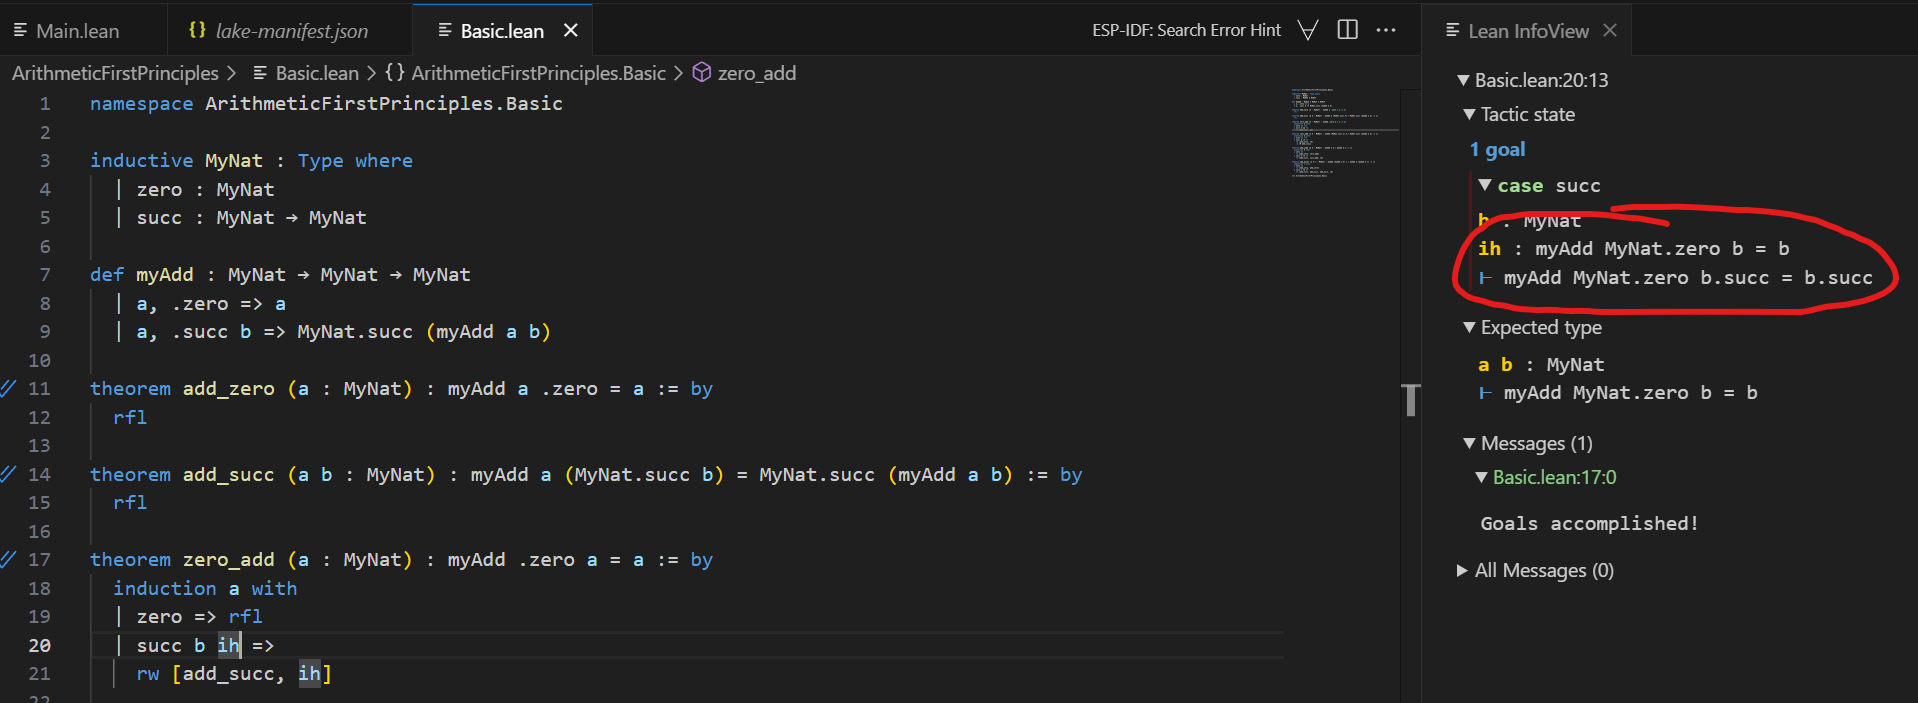 Main.lean
{} lake-manifest.json
Basic.lean
ESP-IDF: Search Error Hint
ArithmeticFirstPrinciples > Basic.lean > {} ArithmeticFirstPrinciples.Basic > zero_add
1 namespace ArithmeticFirstPrinciples.Basic
2
3 inductive MyNat : Type where
4 | zero : MyNat
5 | succ : MyNat → MyNat
6
7 def myAdd : MyNat → MyNat → MyNat
8 | a, .zero => a
9 | a, .succ b => MyNat.succ (myAdd a b)
10
11 theorem add_zero (a : MyNat) : myAdd a .zero = a := by
12 rfl
13
14 theorem add_succ (a b : MyNat) : myAdd a (MyNat.succ b) = MyNat.succ (myAdd a b) := by
15 rfl
16
17 theorem zero_add (a : MyNat) : myAdd .zero a = a := by
18 induction a with
19 | zero => rfl
20 | succ b ih =>
21 rw [add_succ, ih]
22
Lean InfoView
Basic.lean:20:13
Tactic state
1 goal
case succ
b : MyNat
ih : myAdd MyNat.zero b = b
⊢ myAdd MyNat.zero b.succ = b.succ
Expected type
a b : MyNat
⊢ myAdd MyNat.zero b = b
Messages (1)
Basic.lean:17:0
Goals accomplished!
All Messages (0)